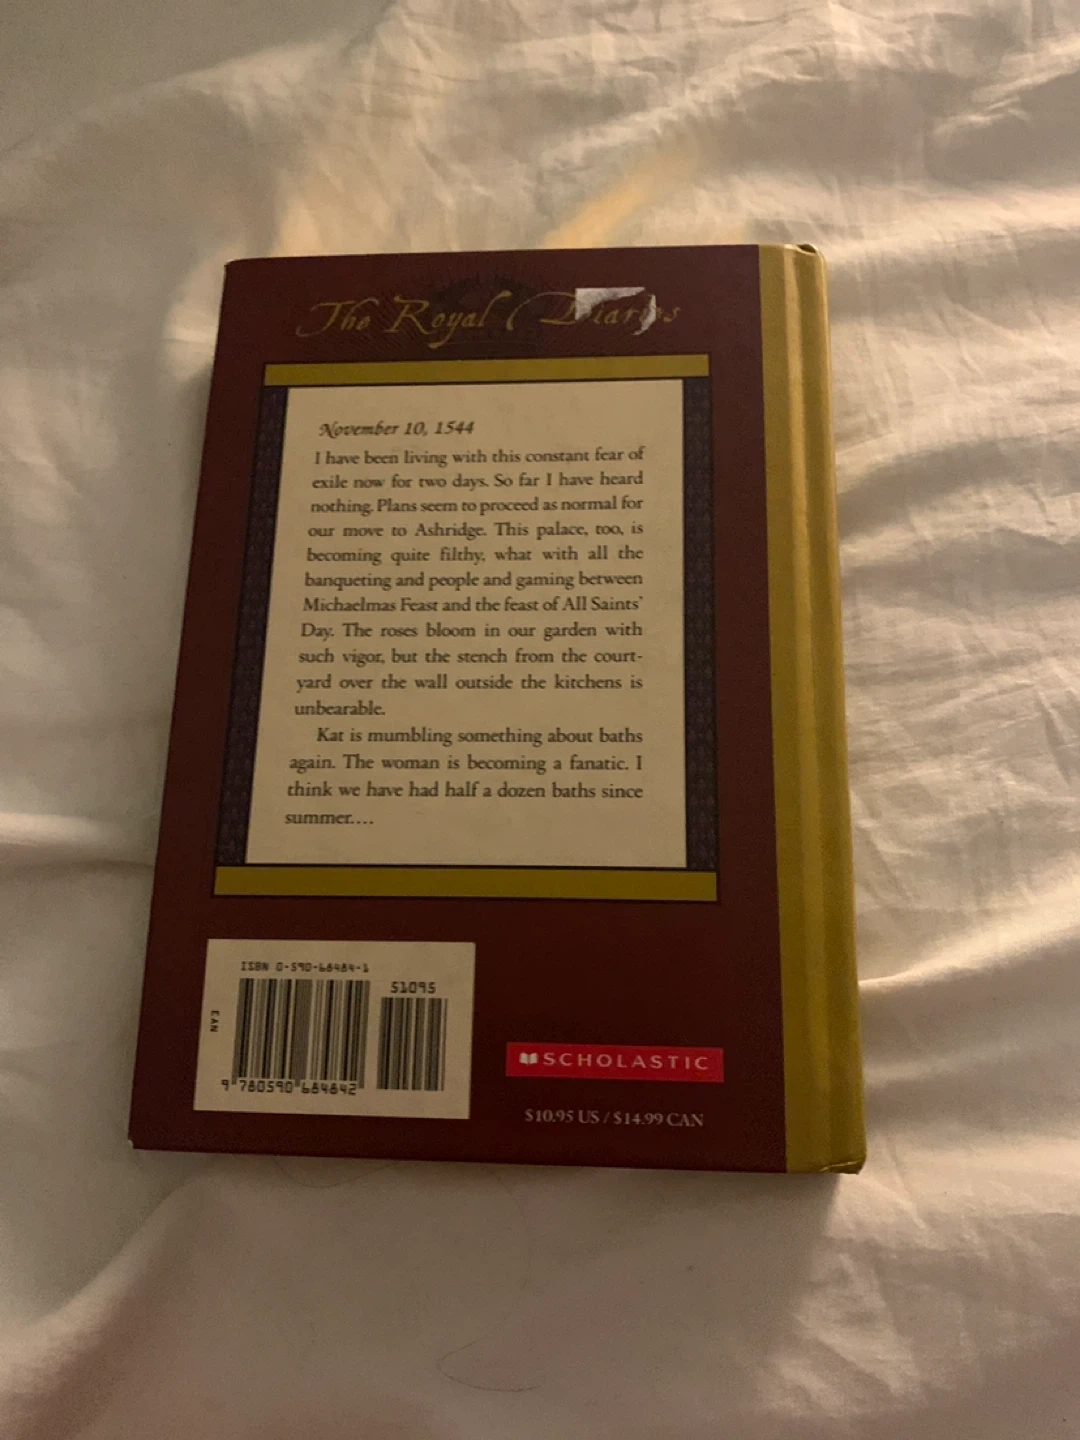 The Royal Diaries
November 10, 1544
I have been living with this constant fear of
exile now for two days. So far I have heard
nothing. Plans seem to proceed as normal for
our move to Ashridge. This palace, too, is
becoming quite filthy, what with all the
banqueting and people and gaming between
Michaelmas Feast and the feast of All Saints'
Day. The roses bloom in our garden with
such vigor, but the stench from the court-
yard over the wall outside the kitchens is
unbearable.
Kat is mumbling something about baths
again. The woman is becoming a fanatic. I
think we have had half a dozen baths since
summer....
ISBN 0-590-68484-1
51095
EAN
9 780590 684842
SCHOLASTIC
$10.95 US / $14.99 CAN